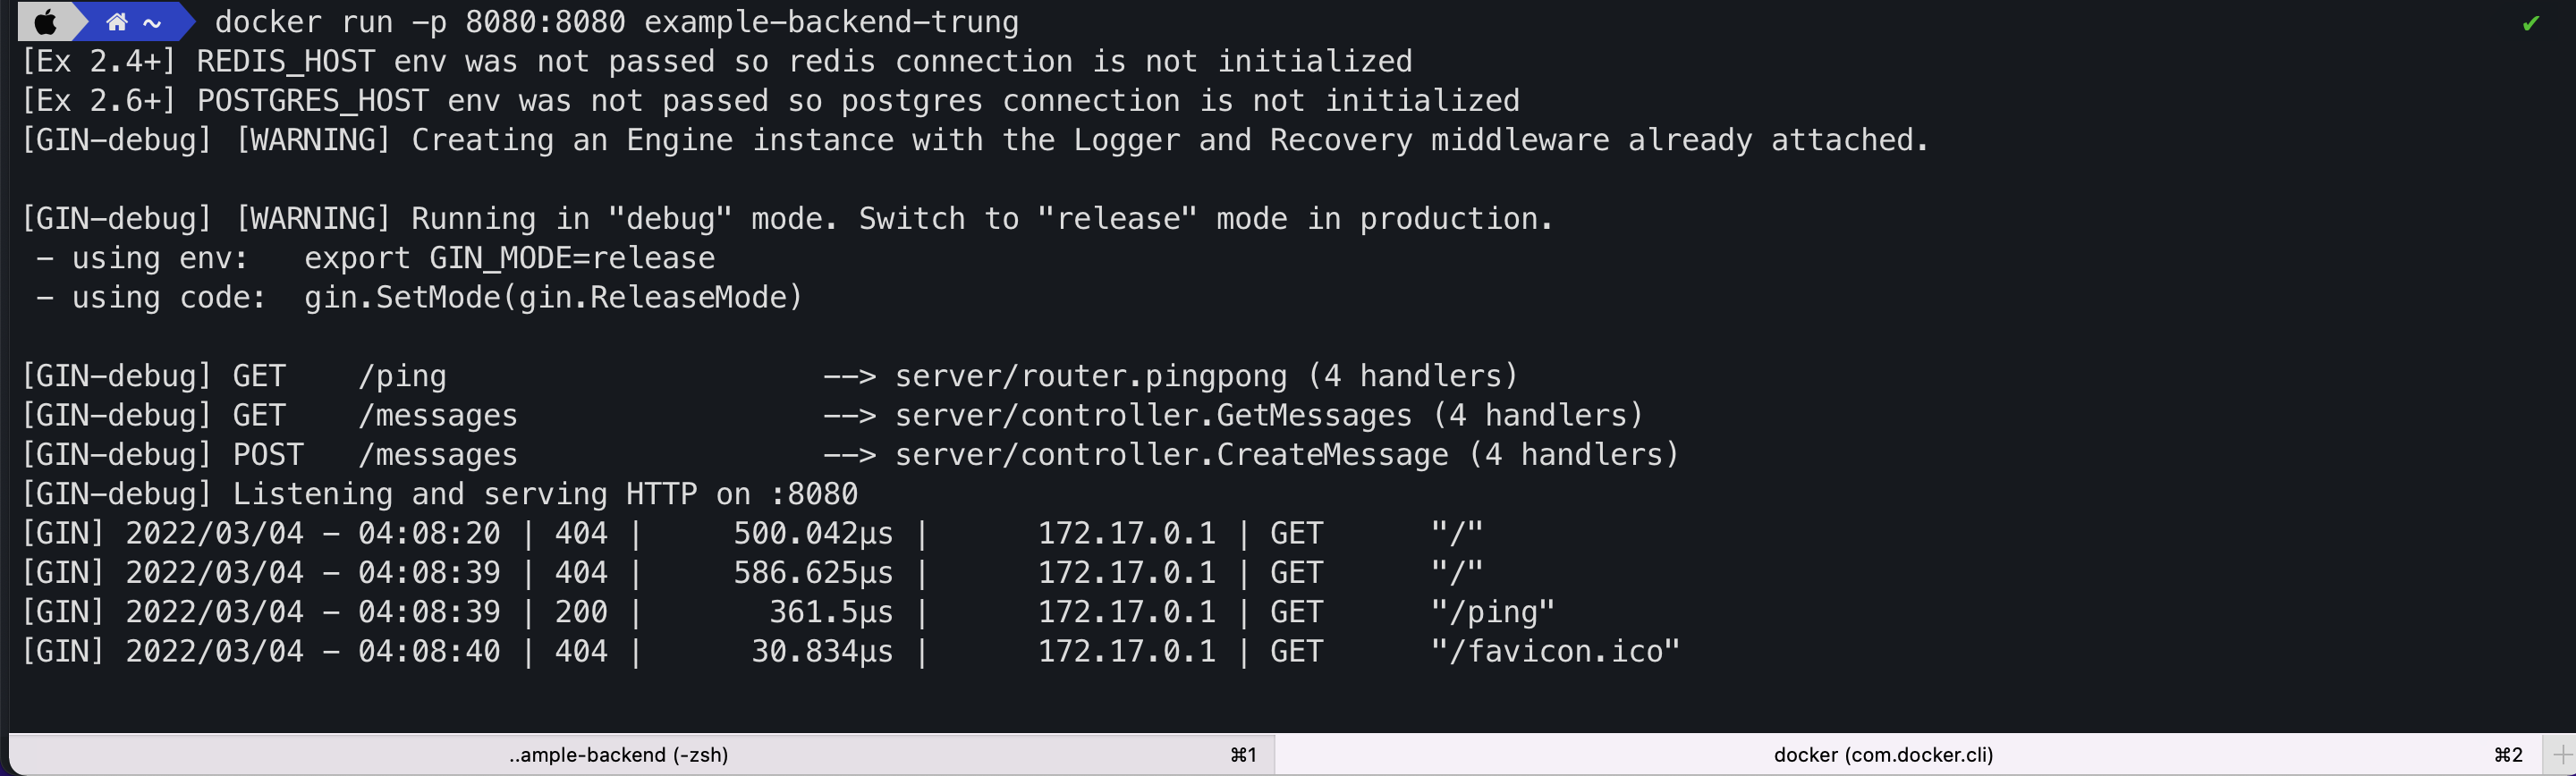 ~ docker run -p 8080:8080 example-backend-trung ✔
[Ex 2.4+] REDIS_HOST env was not passed so redis connection is not initialized
[Ex 2.6+] POSTGRES_HOST env was not passed so postgres connection is not initialized
[GIN-debug] [WARNING] Creating an Engine instance with the Logger and Recovery middleware already attached.
[GIN-debug] [WARNING] Running in "debug" mode. Switch to "release" mode in production.
 - using env:   export GIN_MODE=release
 - using code:  gin.SetMode(gin.ReleaseMode)
[GIN-debug] GET    /ping                     --> server/router.pingpong (4 handlers)
[GIN-debug] GET    /messages                 --> server/controller.GetMessages (4 handlers)
[GIN-debug] POST   /messages                 --> server/controller.CreateMessage (4 handlers)
[GIN-debug] Listening and serving HTTP on :8080
[GIN] 2022/03/04 - 04:08:20 | 404 |     500.042µs |      172.17.0.1 | GET      "/"
[GIN] 2022/03/04 - 04:08:39 | 404 |     586.625µs |      172.17.0.1 | GET      "/"
[GIN] 2022/03/04 - 04:08:39 | 200 |       361.5µs |      172.17.0.1 | GET      "/ping"
[GIN] 2022/03/04 - 04:08:40 | 404 |      30.834µs |      172.17.0.1 | GET      "/favicon.ico"
..ample-backend (-zsh) ⌘1 docker (com.docker.cli) ⌘2 +